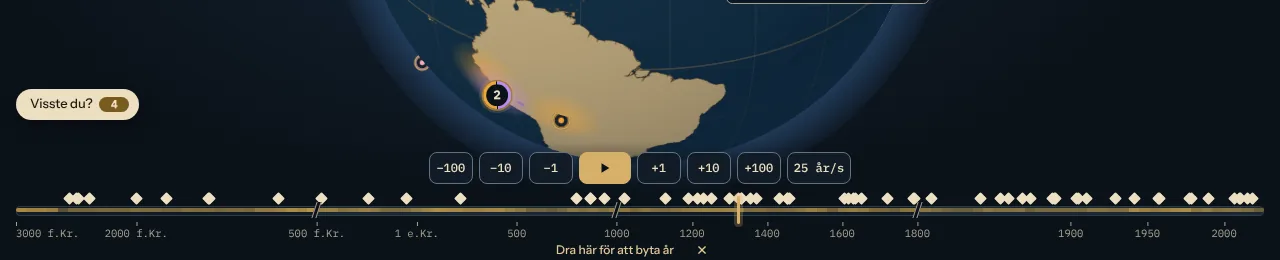 Visste du? 4
2
−100 −10 −1 +1 +10 +100 25 år/s
3000 f.Kr. 2000 f.Kr. 500 f.Kr. 1 e.Kr. 500 1000 1200 1400 1600 1800 1900 1950 2000
Dra här för att byta år ✕